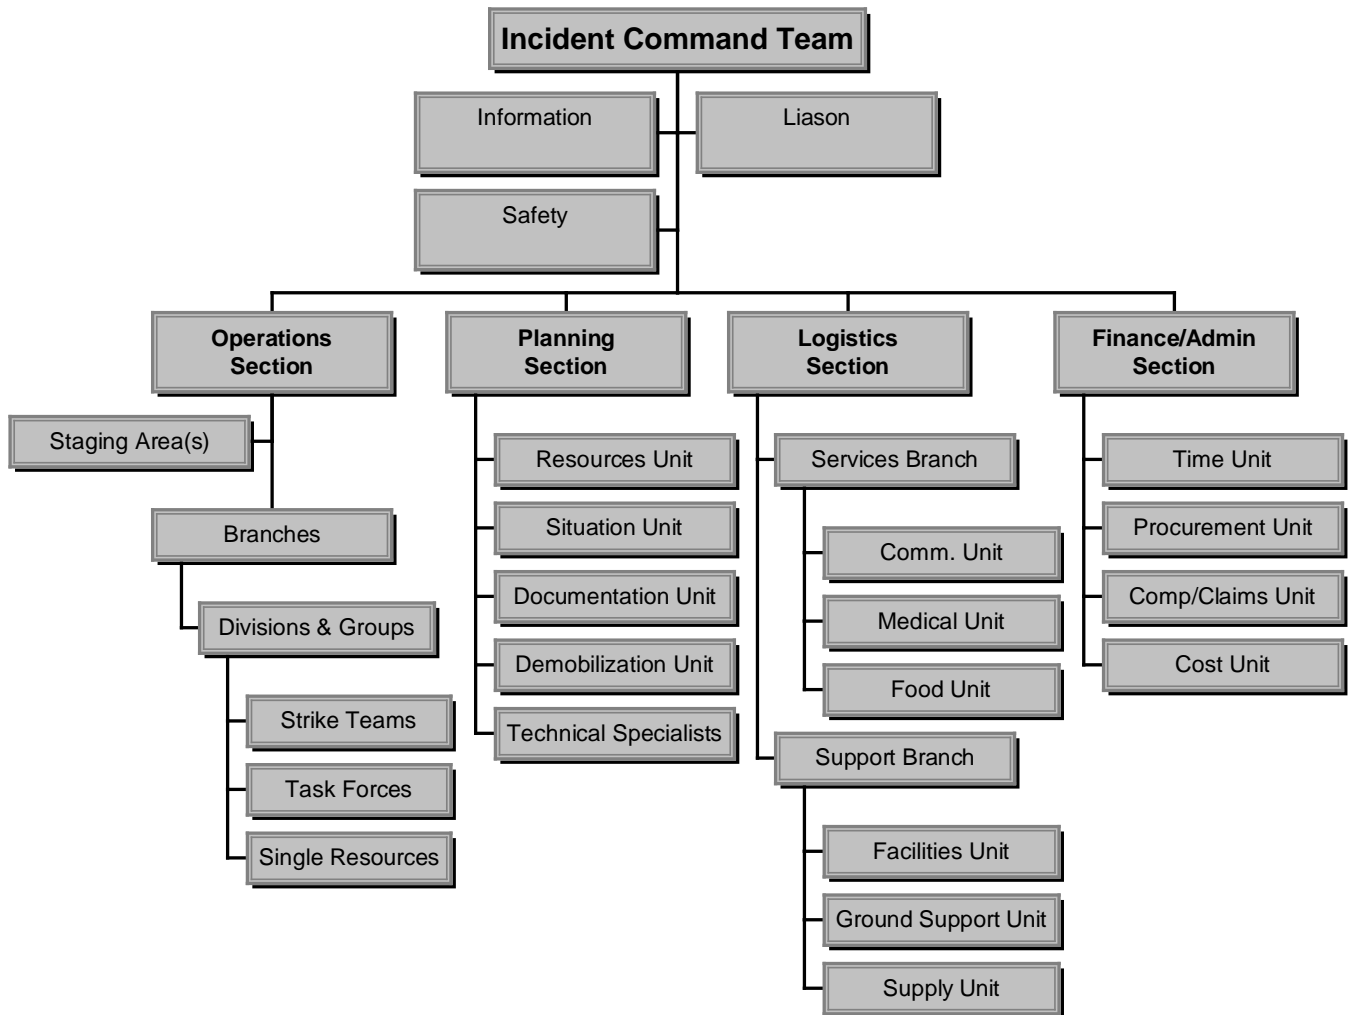 Incident Command Team
Information
Liason
Safety
Operations
Section
Staging Area(s)
Branches
Divisions & Groups
Strike Teams
Task Forces
Single Resources
Planning
Section
Resources Unit
Situation Unit
Documentation Unit
Demobilization Unit
Technical Specialists
Logistics
Section
Services Branch
Comm. Unit
Medical Unit
Food Unit
Support Branch
Facilities Unit
Ground Support Unit
Supply Unit
Finance/Admin
Section
Time Unit
Procurement Unit
Comp/Claims Unit
Cost Unit